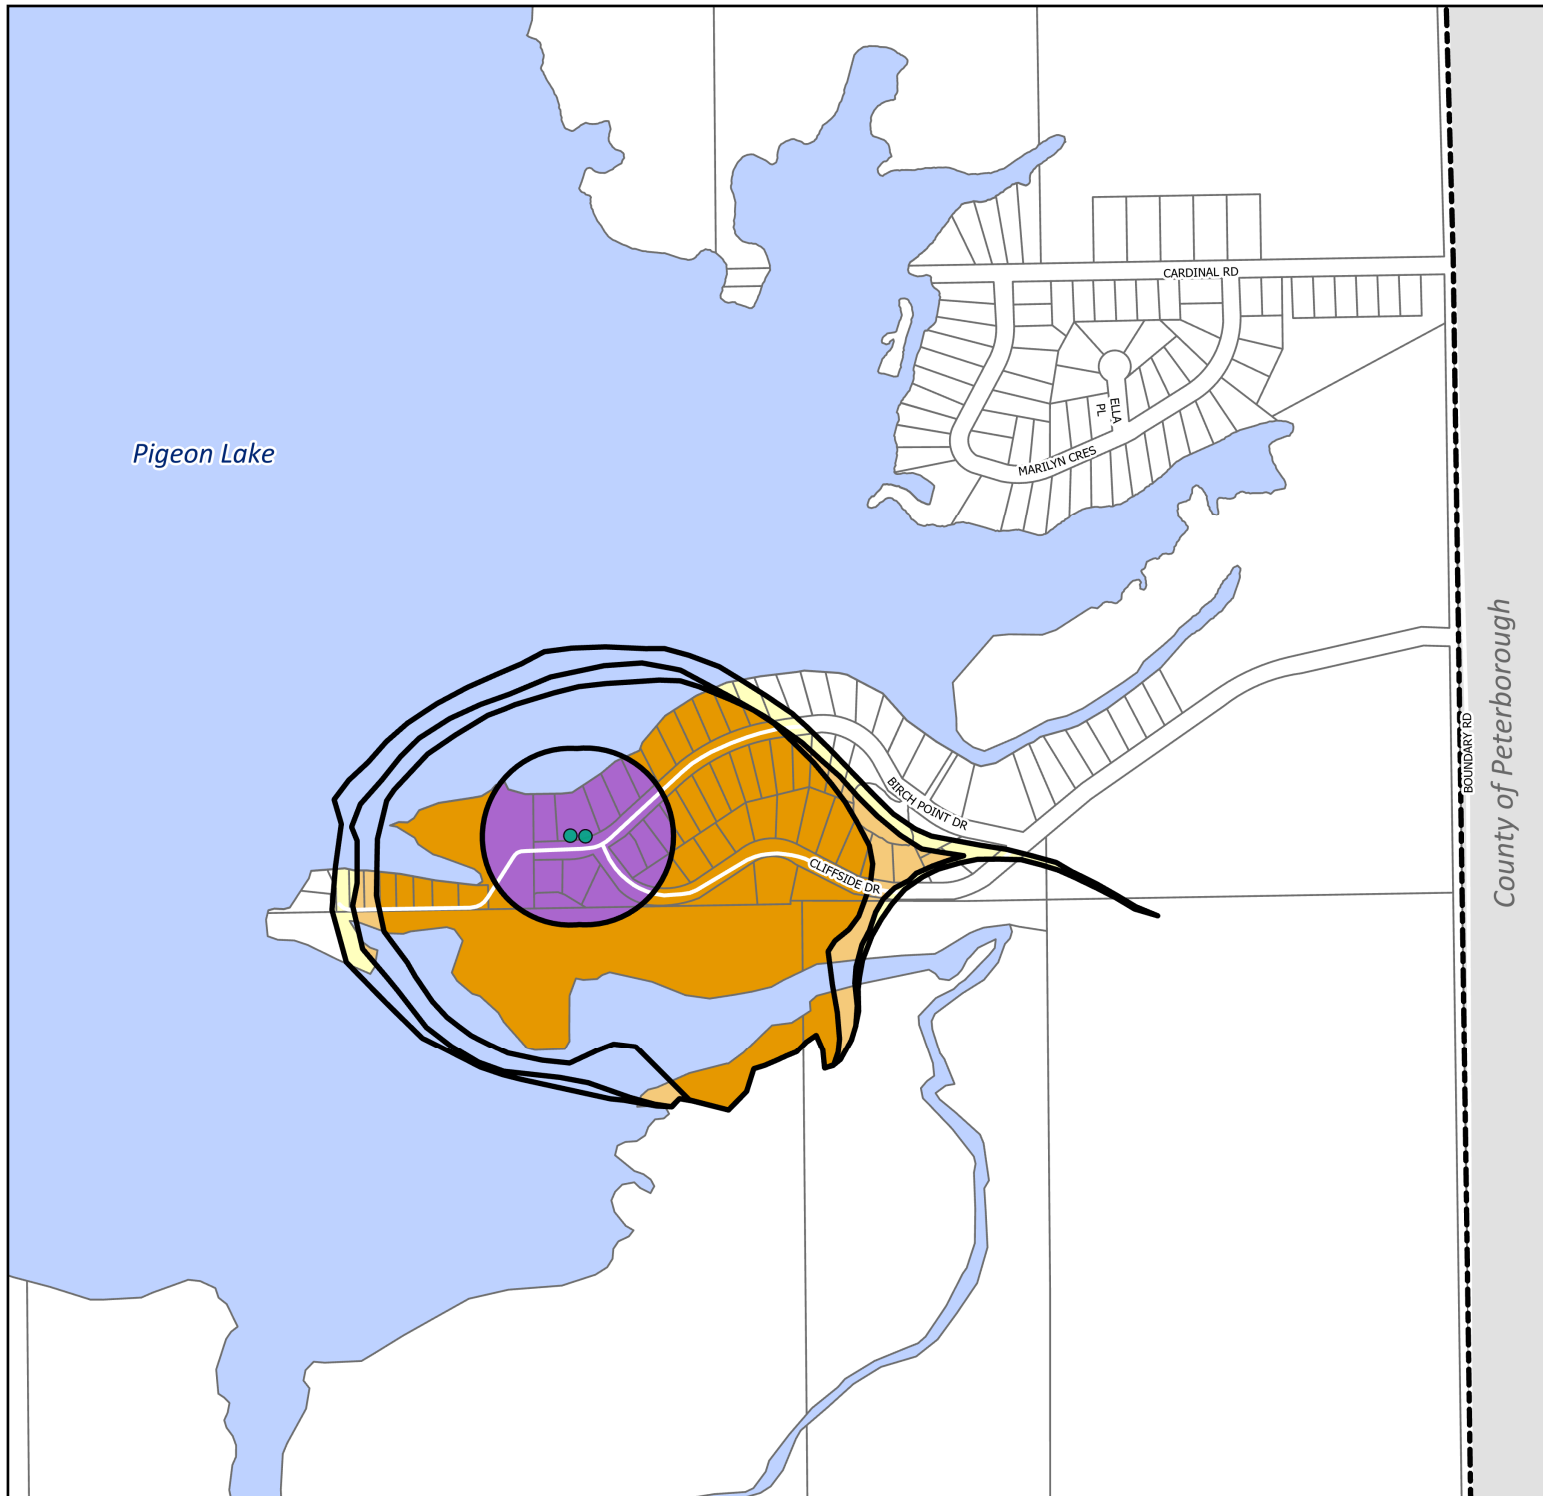 CARDINAL RD
ELLA
PL
MARILYN CRES
Pigeon Lake
County of Peterborough
BOUNDARY RD
BIRCH POINT DR
CLIFFSIDE DR